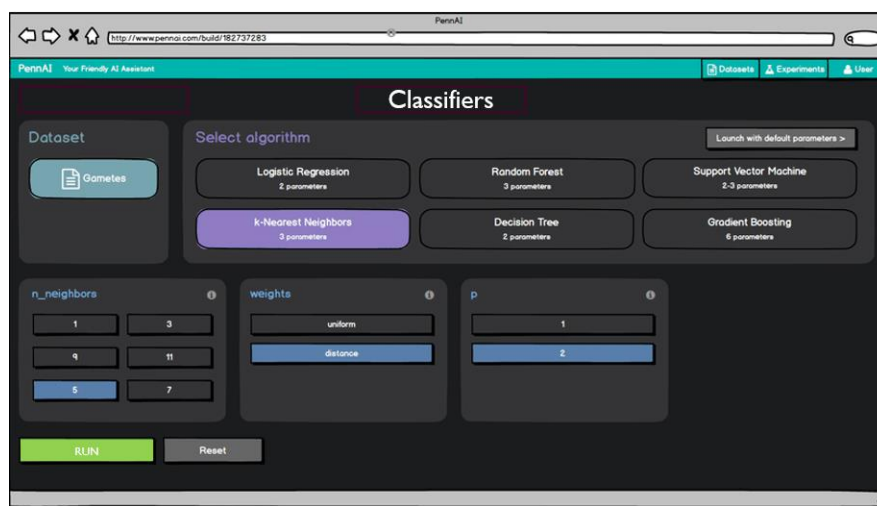 PennAI
http://www.pennai.com/build/182737283
PennAI Your Friendly AI Assistant Datasets Experiments User
Classifiers
Dataset
Gametes
Select algorithm
Launch with default parameters >
Logistic Regression
2 parameters
Random Forest
3 parameters
Support Vector Machine
2-3 parameters
k-Nearest Neighbors
3 parameters
Decision Tree
2 parameters
Gradient Boosting
6 parameters
n_neighbors
1 3
9 11
5 7
weights
uniform
distance
p
1
2
RUN Reset